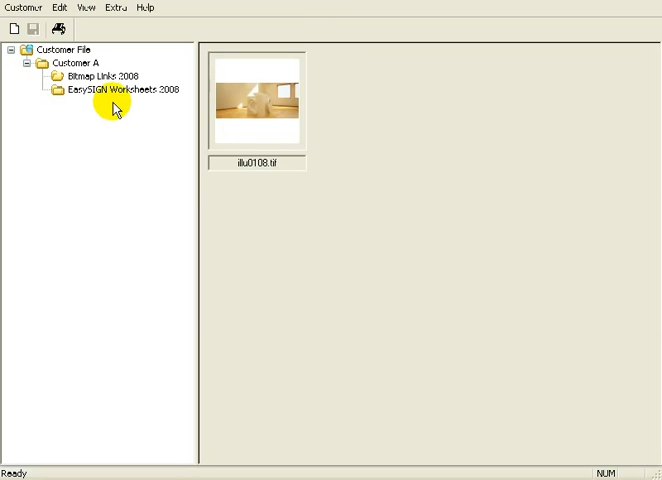 Customer Edit View Extra Help
Customer File
Customer A
Bitmap Links 2008
EasySIGN Worksheets 2008
illu0108.tif
Ready NUM